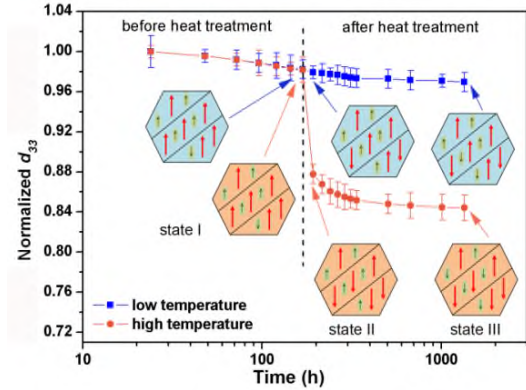 before heat treatment
after heat treatment
1.04
1.00
0.96
0.92
0.88
0.84
0.80
0.76
0.72
Normalized d33
state I
state II
state III
low temperature
high temperature
10
100
1000
Time (h)